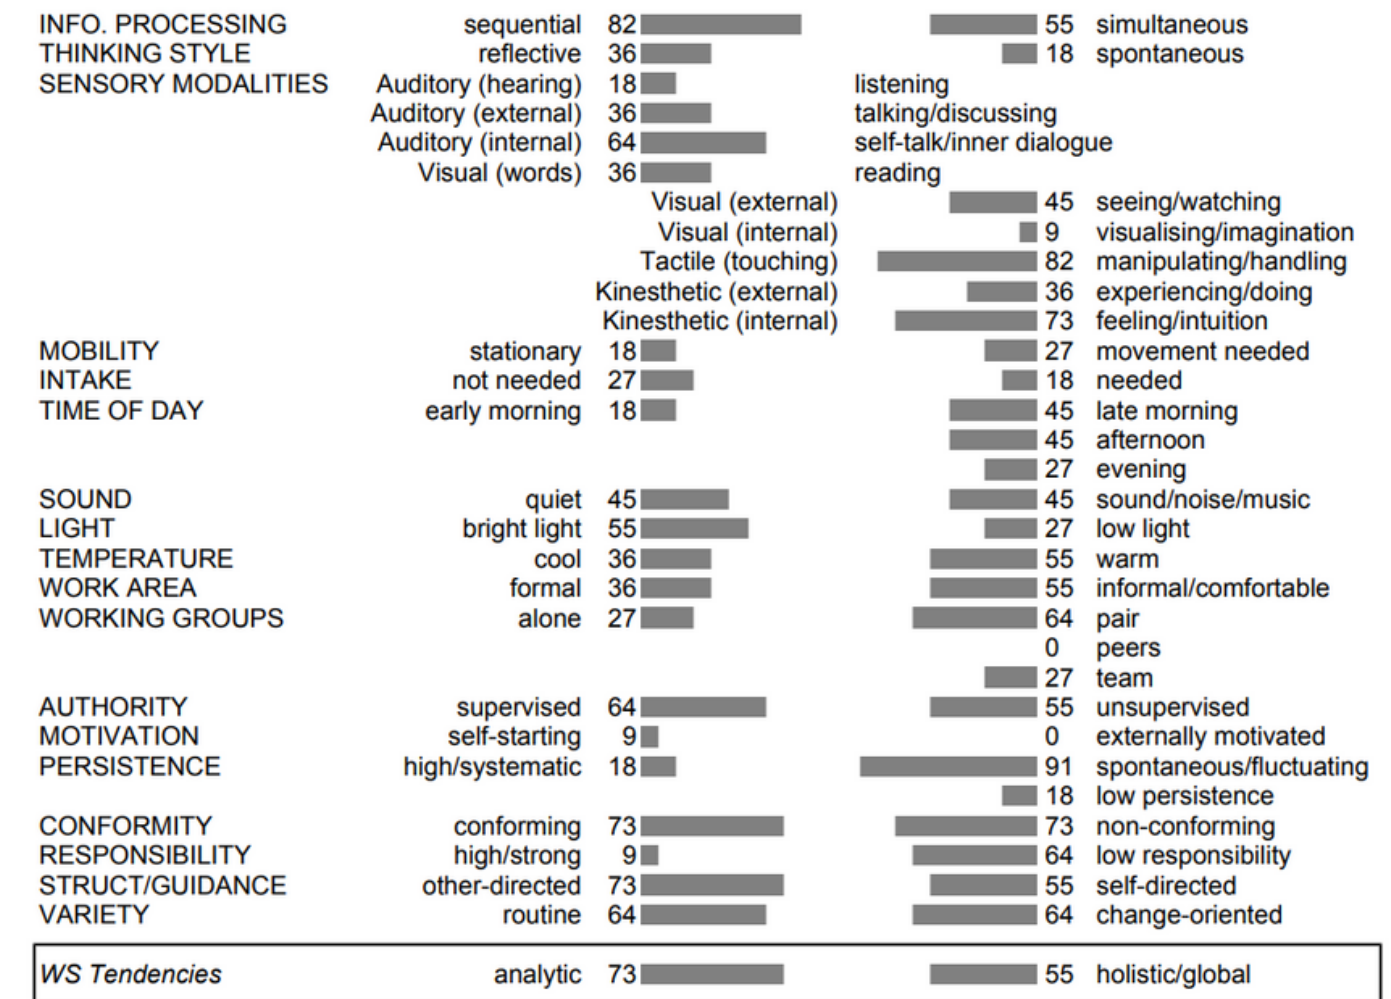 INFO. PROCESSING sequential 82 55 simultaneous
THINKING STYLE reflective 36 18 spontaneous
SENSORY MODALITIES Auditory (hearing) 18 listening
Auditory (external) 36 talking/discussing
Auditory (internal) 64 self-talk/inner dialogue
Visual (words) 36 reading
Visual (external) 45 seeing/watching
Visual (internal) 9 visualising/imagination
Tactile (touching) 82 manipulating/handling
Kinesthetic (external) 36 experiencing/doing
Kinesthetic (internal) 73 feeling/intuition
MOBILITY stationary 18 27 movement needed
INTAKE not needed 27 18 needed
TIME OF DAY early morning 18 45 late morning
45 afternoon
27 evening
SOUND quiet 45 45 sound/noise/music
LIGHT bright light 55 27 low light
TEMPERATURE cool 36 55 warm
WORK AREA formal 36 55 informal/comfortable
WORKING GROUPS alone 27 64 pair
0 peers
27 team
AUTHORITY supervised 64 55 unsupervised
MOTIVATION self-starting 9 0 externally motivated
PERSISTENCE high/systematic 18 91 spontaneous/fluctuating
18 low persistence
CONFORMITY conforming 73 73 non-conforming
RESPONSIBILITY high/strong 9 64 low responsibility
STRUCT/GUIDANCE other-directed 73 55 self-directed
VARIETY routine 64 64 change-oriented
WS Tendencies analytic 73 55 holistic/global